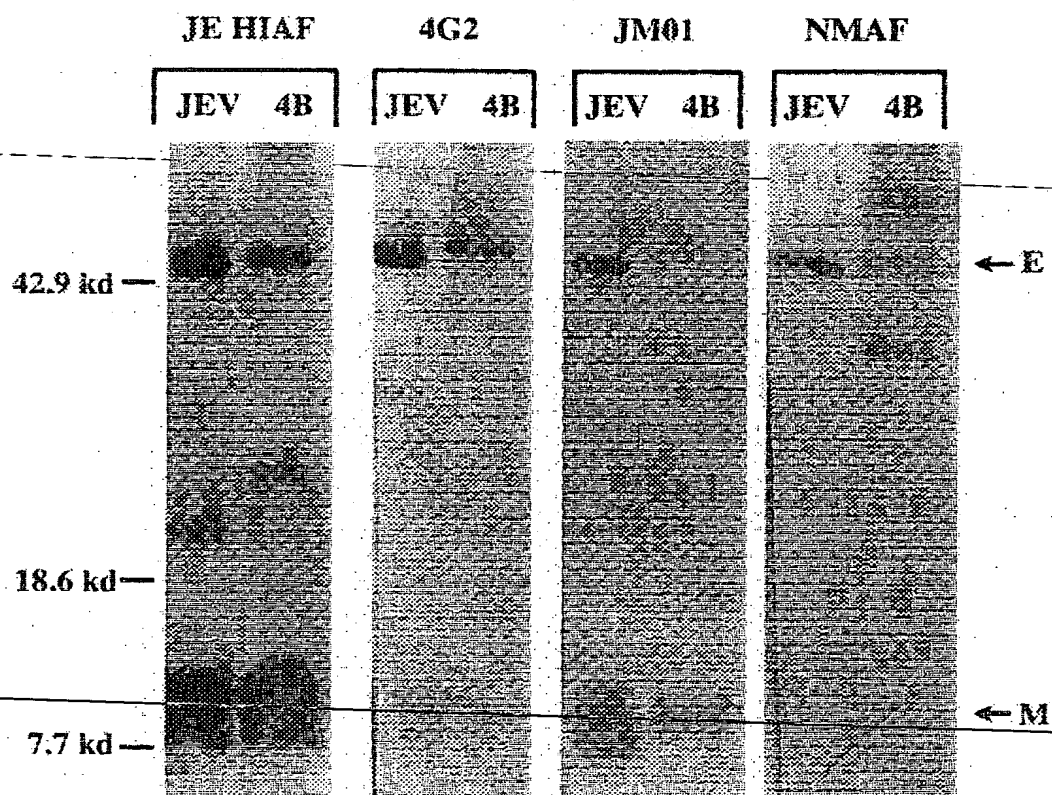 JE HIAF 4G2 JM01 NMAF
JEV 4B JEV 4B JEV 4B JEV 4B
← E
42.9 kd
18.6 kd
← M
7.7 kd